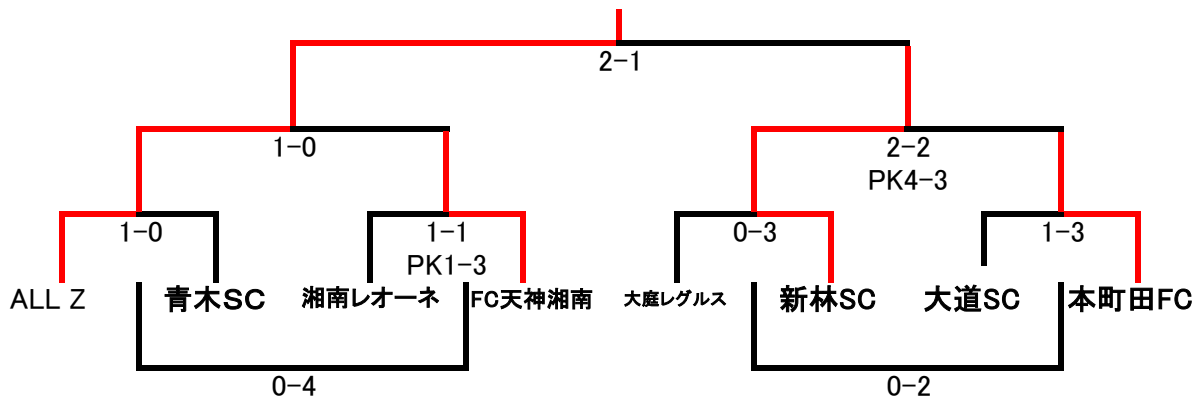 2-1
1-0
2-2
PK4-3
1-0
1-1
0-3
1-3
PK1-3
ALL Z
青木SC
湘南レオーネ
FC天神湘南
大庭レグルス
新林SC
大道SC
本町田FC
0-4
0-2